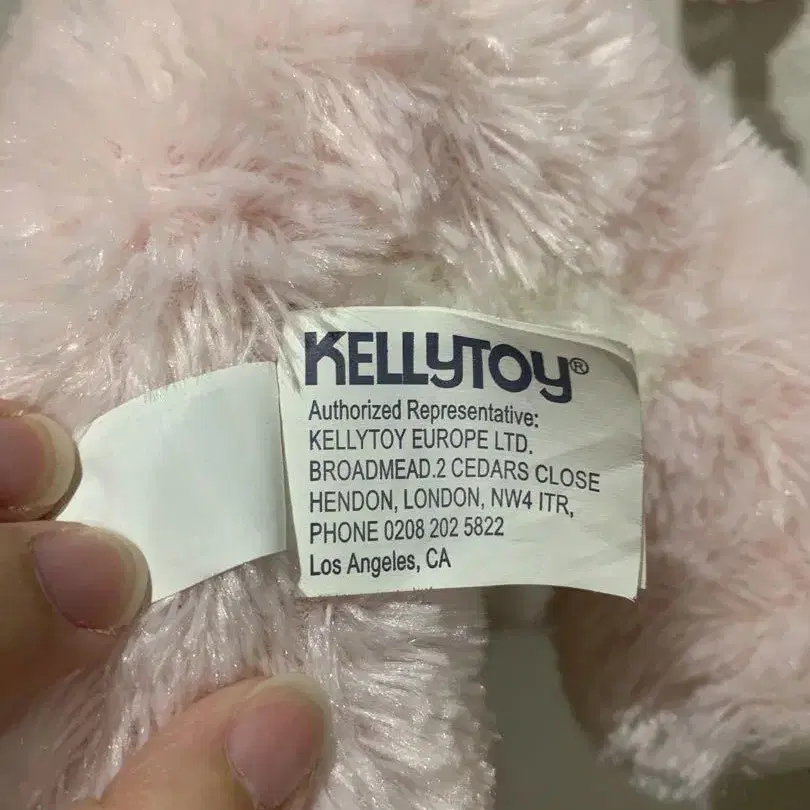 KELLYTOY®
Authorized Representative:
KELLYTOY EUROPE LTD.
BROADMEAD.2 CEDARS CLOSE
HENDON, LONDON, NW4 ITR,
PHONE 0208 202 5822
Los Angeles, CA